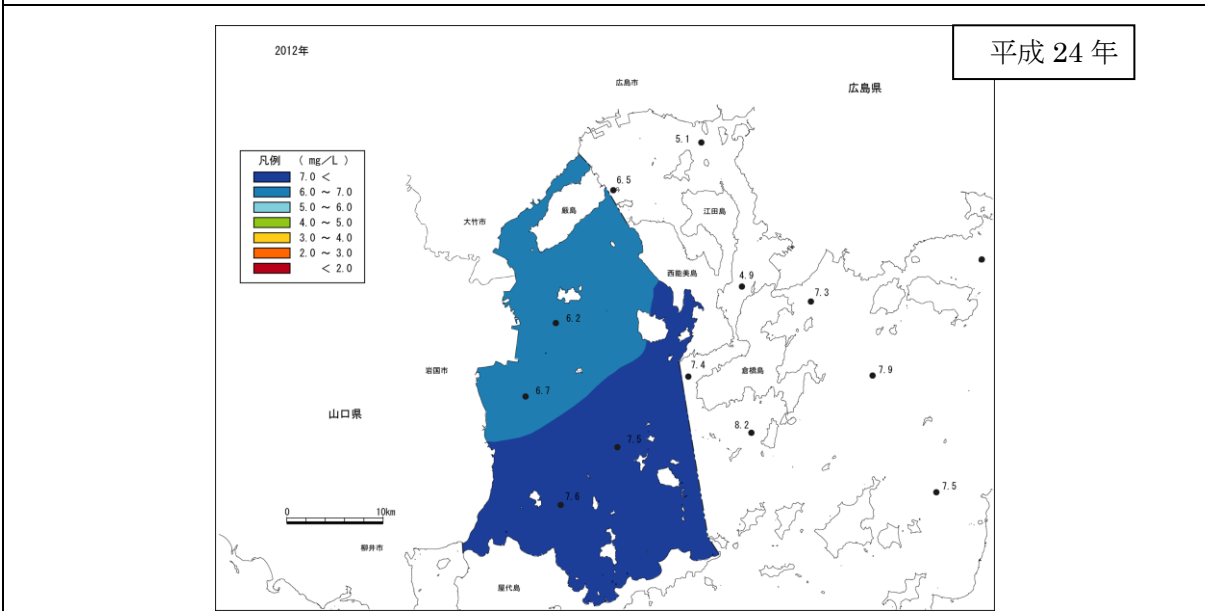 2012年
平成 24 年
広島市
広島県
5.1
凡例 ( mg/L )
7.0 <
6.0 ~ 7.0
5.0 ~ 6.0
4.0 ~ 5.0
3.0 ~ 4.0
2.0 ~ 3.0
< 2.0
6.5
厳島
江田島
大竹市
西能美島
4.9
7.3
6.2
岩国市
7.4
倉橋島
7.9
6.7
山口県
8.2
7.5
7.6
7.5
0 10km
柳井市
屋代島